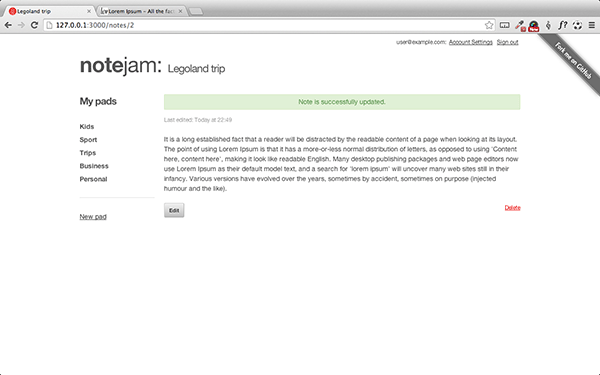 Legoland trip
Lorem Ipsum - All the fac
127.0.0.1:3000/notes/2
New
f?
user@example.com: Account Settings Sign out
Fork me on GitHub
notejam: Legoland trip
My pads
Note is successfully updated.
Last edited: Today at 22:49
Kids
Sport
Trips
Business
Personal
New pad
It is a long established fact that a reader will be distracted by the readable content of a page when looking at its layout.
The point of using Lorem Ipsum is that it has a more-or-less normal distribution of letters, as opposed to using 'Content
here, content here', making it look like readable English. Many desktop publishing packages and web page editors now
use Lorem Ipsum as their default model text, and a search for 'lorem ipsum' will uncover many web sites still in their
infancy. Various versions have evolved over the years, sometimes by accident, sometimes on purpose (injected
humour and the like).
Edit
Delete